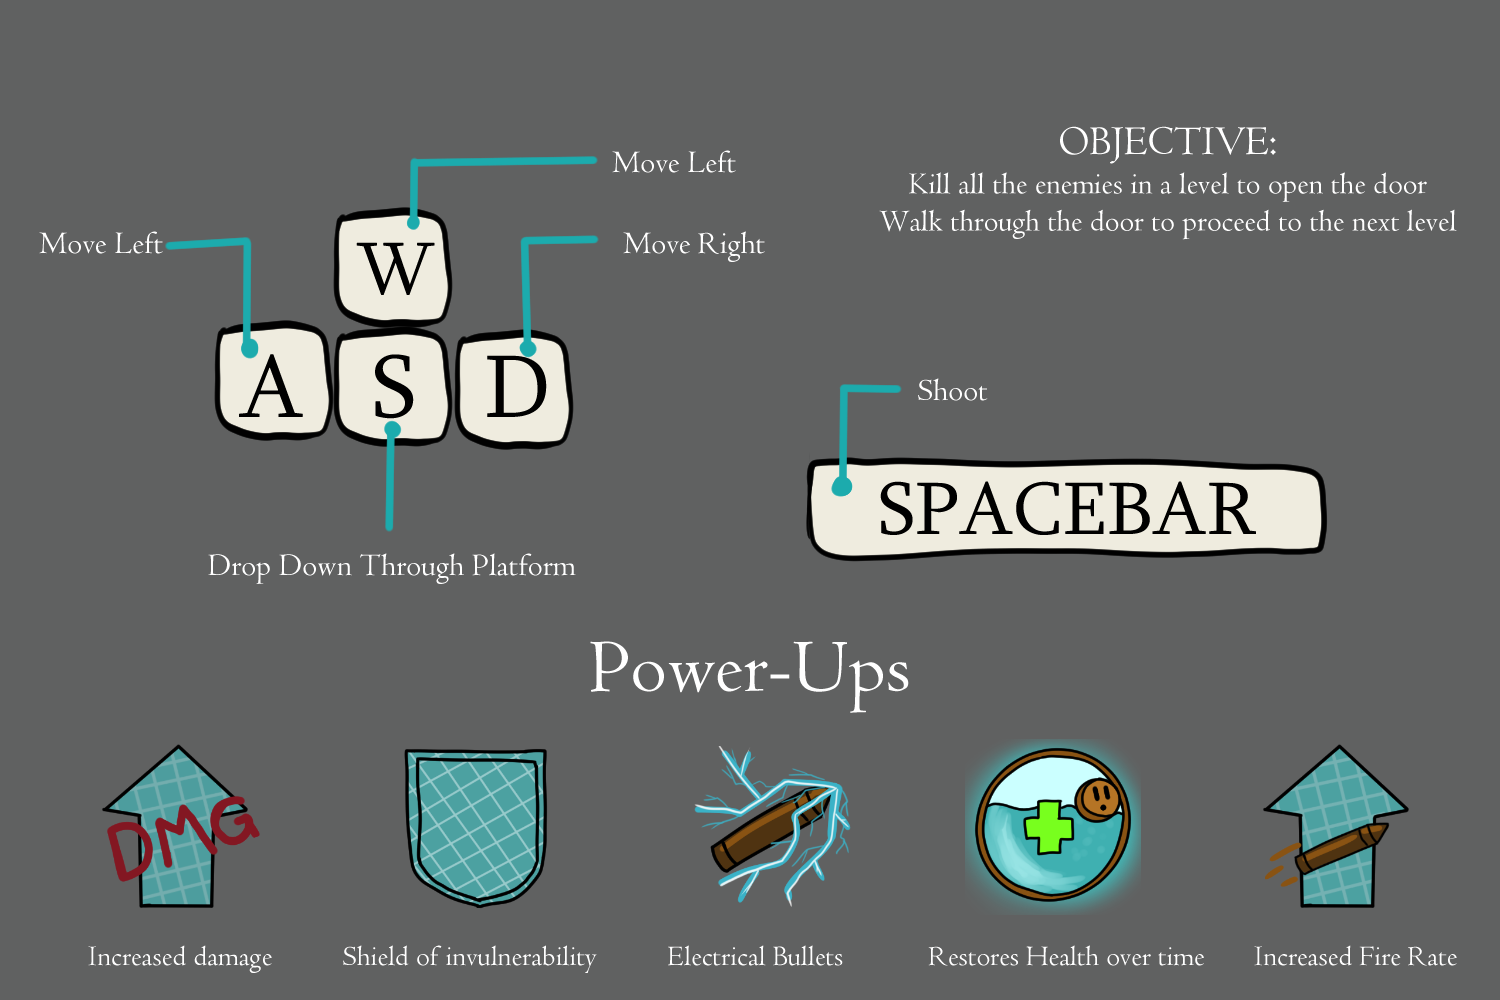 OBJECTIVE:
Kill all the enemies in a level to open the door
Walk through the door to proceed to the next level
Move Left
Move Left
Move Right
W
A S D
Drop Down Through Platform
Shoot
SPACEBAR
Power-Ups
DMG
Increased damage
Shield of invulnerability
Electrical Bullets
Restores Health over time
Increased Fire Rate